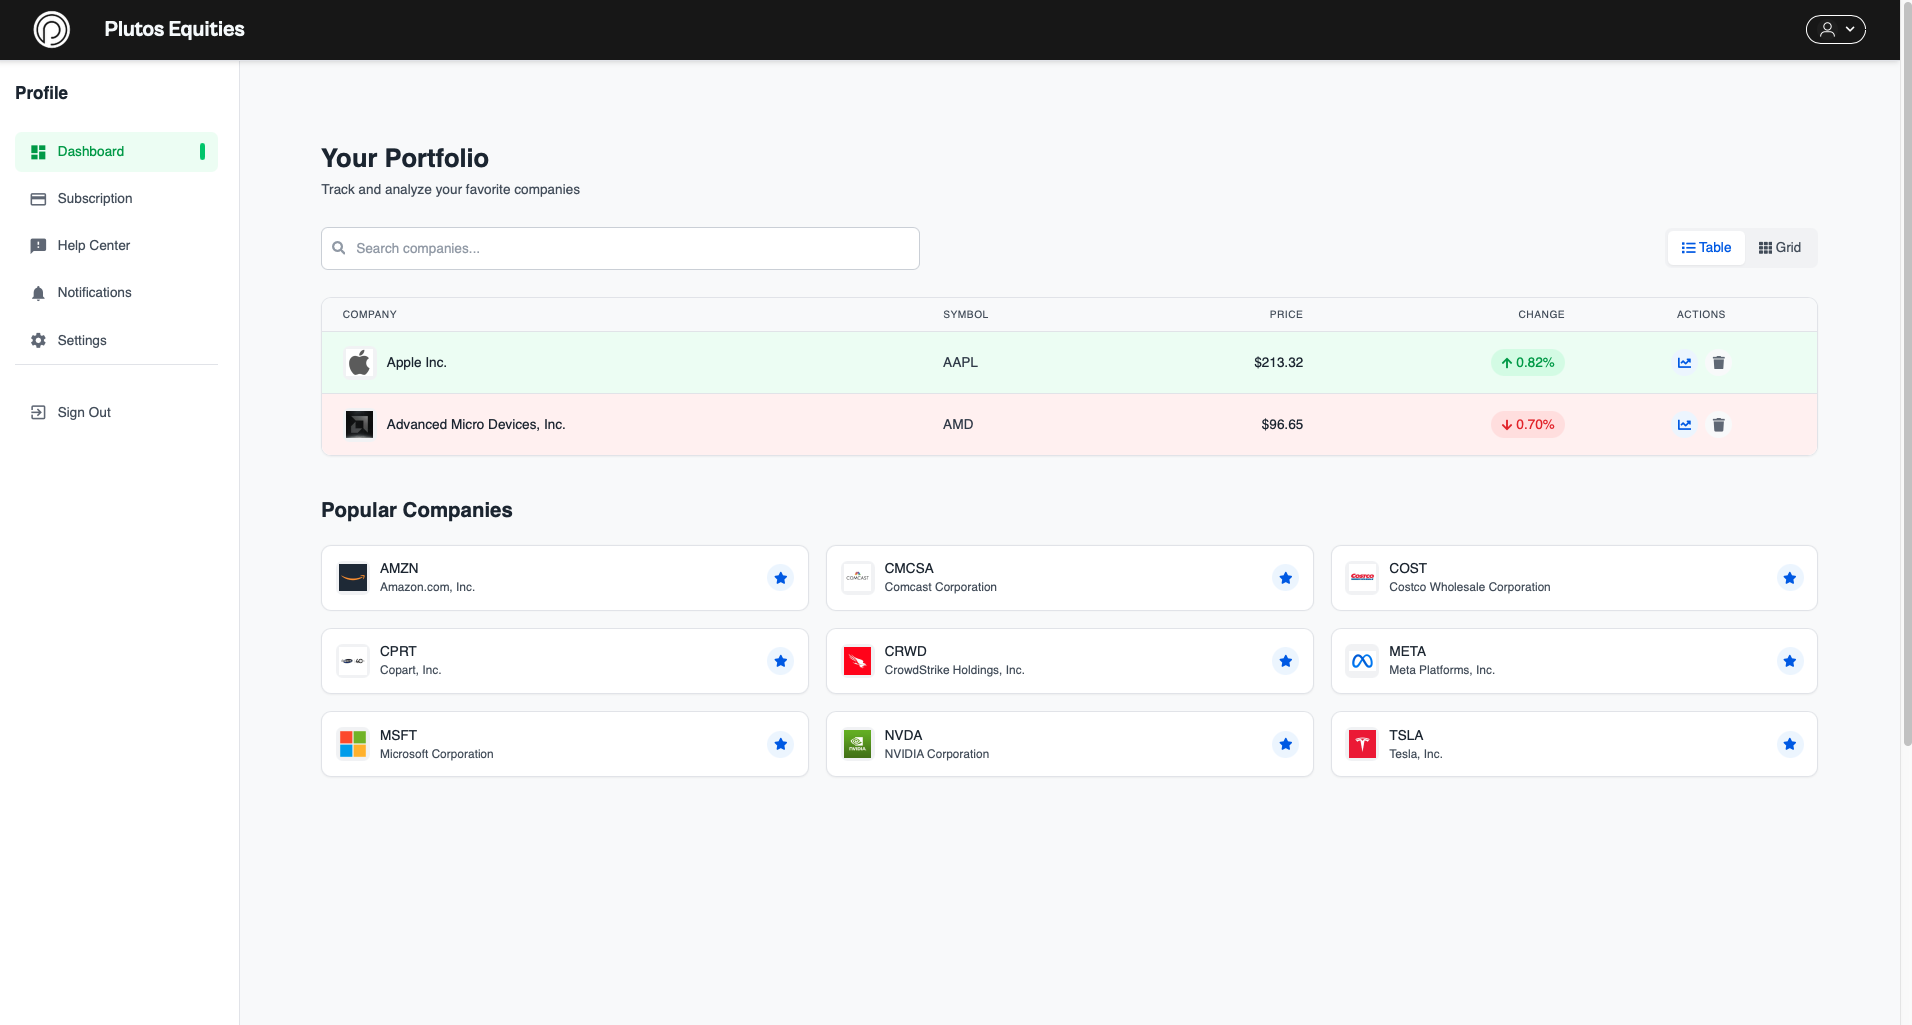 Plutos Equities
Profile
Dashboard
Subscription
Help Center
Notifications
Settings
Sign Out
Your Portfolio
Track and analyze your favorite companies
Search companies...
Table Grid
COMPANY SYMBOL PRICE CHANGE ACTIONS
Apple Inc. AAPL $213.32 0.82%
Advanced Micro Devices, Inc. AMD $96.65 0.70%
Popular Companies
AMZN
Amazon.com, Inc.
COMCAST
CMCSA
Comcast Corporation
COSTCO
COST
Costco Wholesale Corporation
CPRT
Copart, Inc.
CRWD
CrowdStrike Holdings, Inc.
META
Meta Platforms, Inc.
MSFT
Microsoft Corporation
NVIDIA
NVDA
NVIDIA Corporation
TSLA
Tesla, Inc.